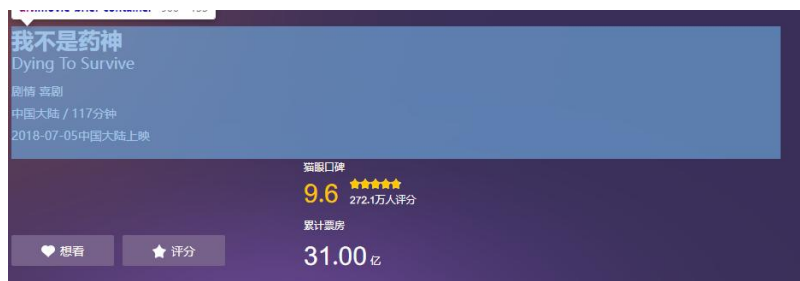 我不是药神
Dying To Survive
剧情 喜剧
中国大陆 / 117分钟
2018-07-05中国大陆上映
猫眼口碑
9.6
272.1万人评分
累计票房
31.00亿
想看
评分